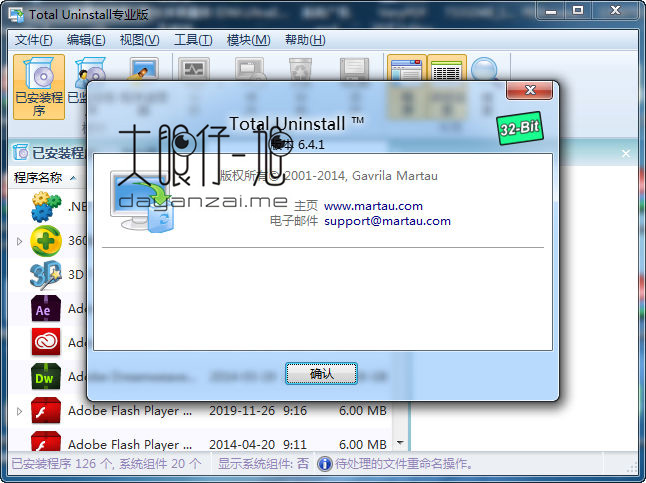 Total Uninstall专业版
文件(F) 编辑(E) 视图(V) 工具(T) 模块(M) 帮助(H)
已安装程序
已监
Total Uninstall ™
版本 6.4.1
32-Bit
大眼仔~旭
dayanzai.me
版权所有© 2001-2014, Gavrila Martau
主页 www.martau.com
电子邮件 support@martau.com
确认
已安装程
程序名称
.NE
360
3D
Ado
Ado
Adobe Dreamweave...
Adobe Flash Player ... 2019-11-26 9:16 6.00 MB
Adobe Flash Player ... 2014-04-20 9:11 6.00 MB
已安装程序 126 个, 系统组件 20 个 显示系统组件: 否 待处理的文件重命名操作。